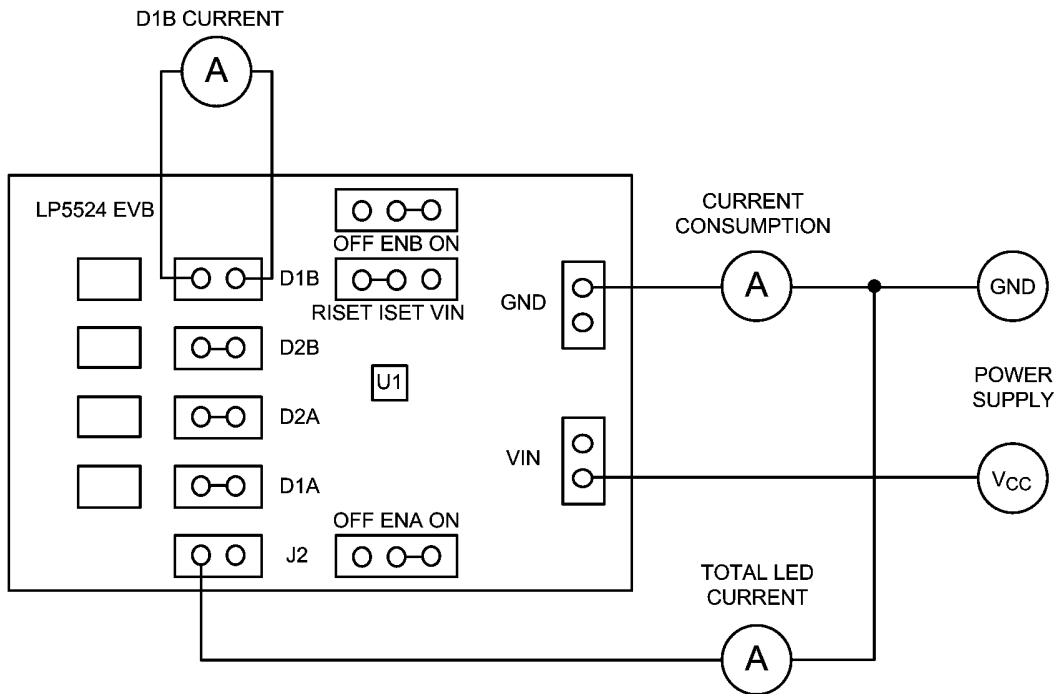 D1B CURRENT
A
LP5524 EVB
OFF ENB ON
D1B
RISET ISET VIN
D2B
U1
D2A
D1A
OFF ENA ON
J2
GND
VIN
CURRENT
CONSUMPTION
A
GND
POWER
SUPPLY
VCC
TOTAL LED
CURRENT
A